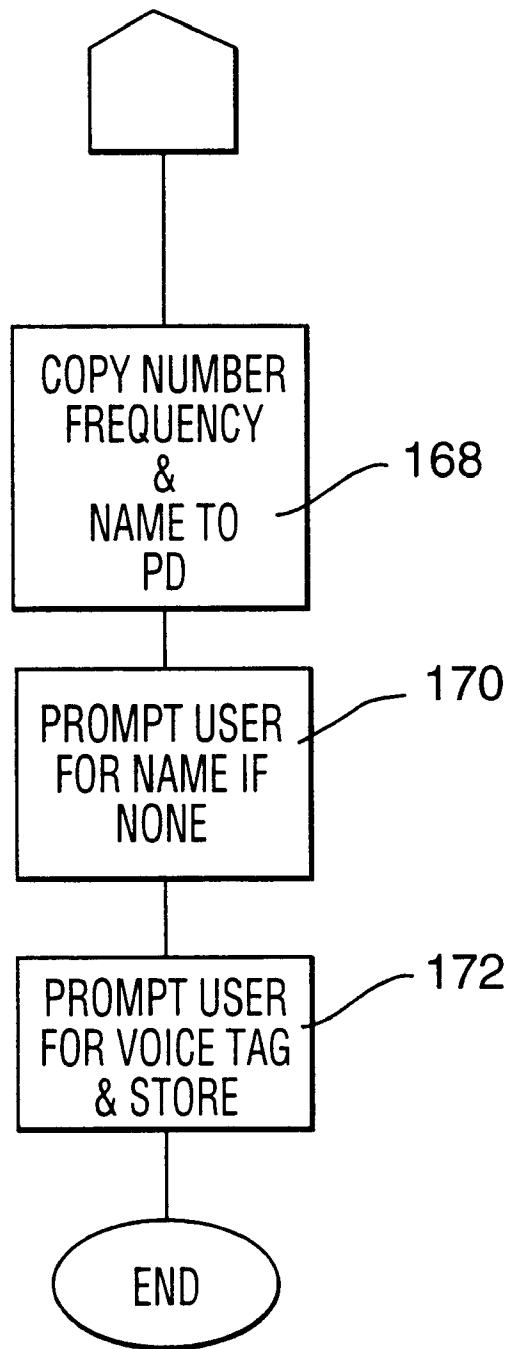 COPY NUMBER
FREQUENCY
&
NAME TO
PD
168
PROMPT USER
FOR NAME IF
NONE
170
PROMPT USER
FOR VOICE TAG
& STORE
172
END